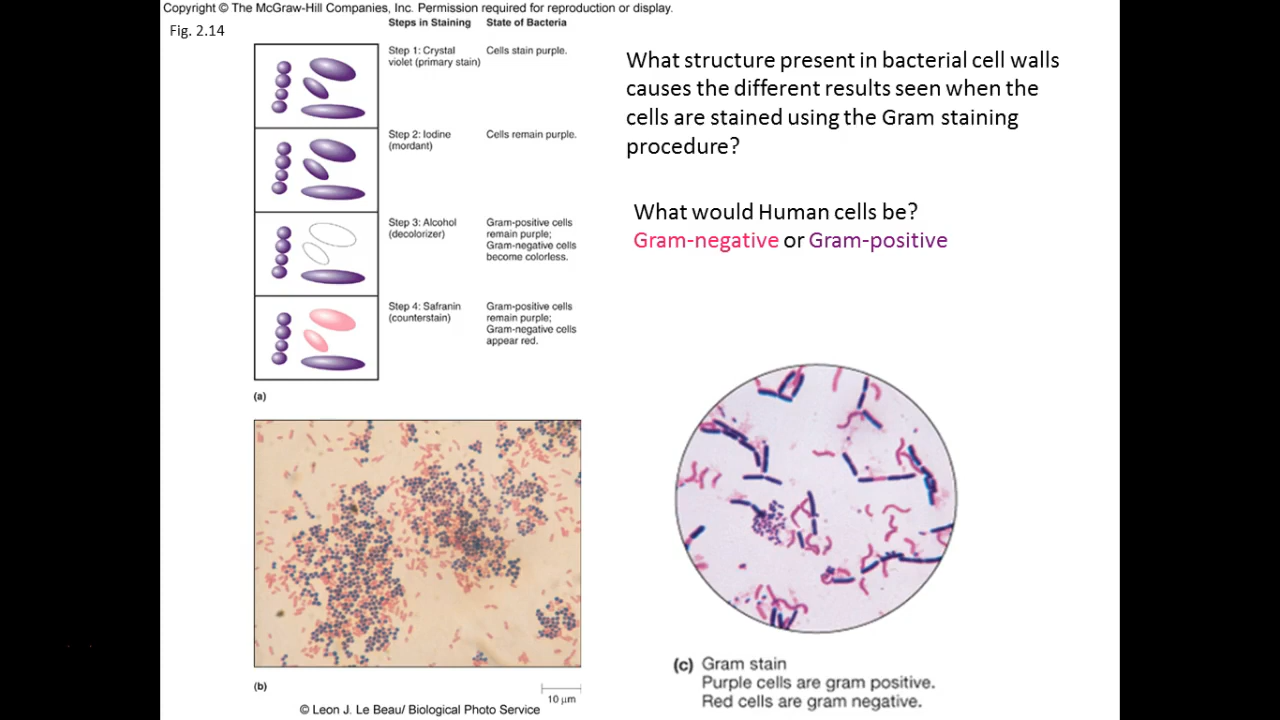 Copyright © The McGraw-Hill Companies, Inc. Permission required for reproduction or display.
Fig. 2.14
Steps in Staining
State of Bacteria
Step 1: Crystal
violet (primary stain)
Cells stain purple.
Step 2: Iodine
(mordant)
Cells remain purple.
Step 3: Alcohol
(decolorizer)
Gram-positive cells
remain purple;
Gram-negative cells
become colorless.
Step 4: Safranin
(counterstain)
Gram-positive cells
remain purple;
Gram-negative cells
appear red.
(a)
(b)
10 µm
© Leon J. Le Beau/ Biological Photo Service
What structure present in bacterial cell walls
causes the different results seen when the
cells are stained using the Gram staining
procedure?
What would Human cells be?
Gram-negative or Gram-positive
(c) Gram stain
Purple cells are gram positive.
Red cells are gram negative.